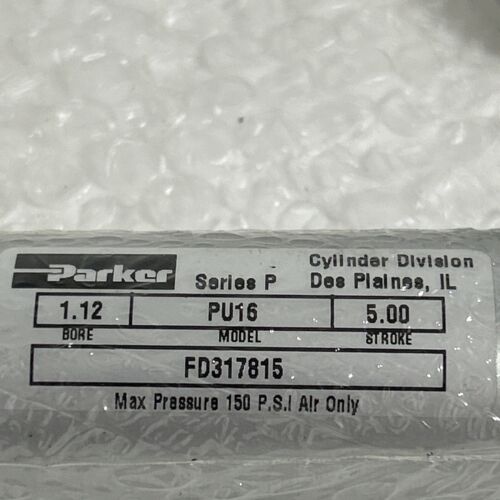 Parker Series P Cylinder Division
Des Plaines, IL
1.12 PU16 5.00
BORE MODEL STROKE
FD317815
Max Pressure 150 P.S.I Air Only